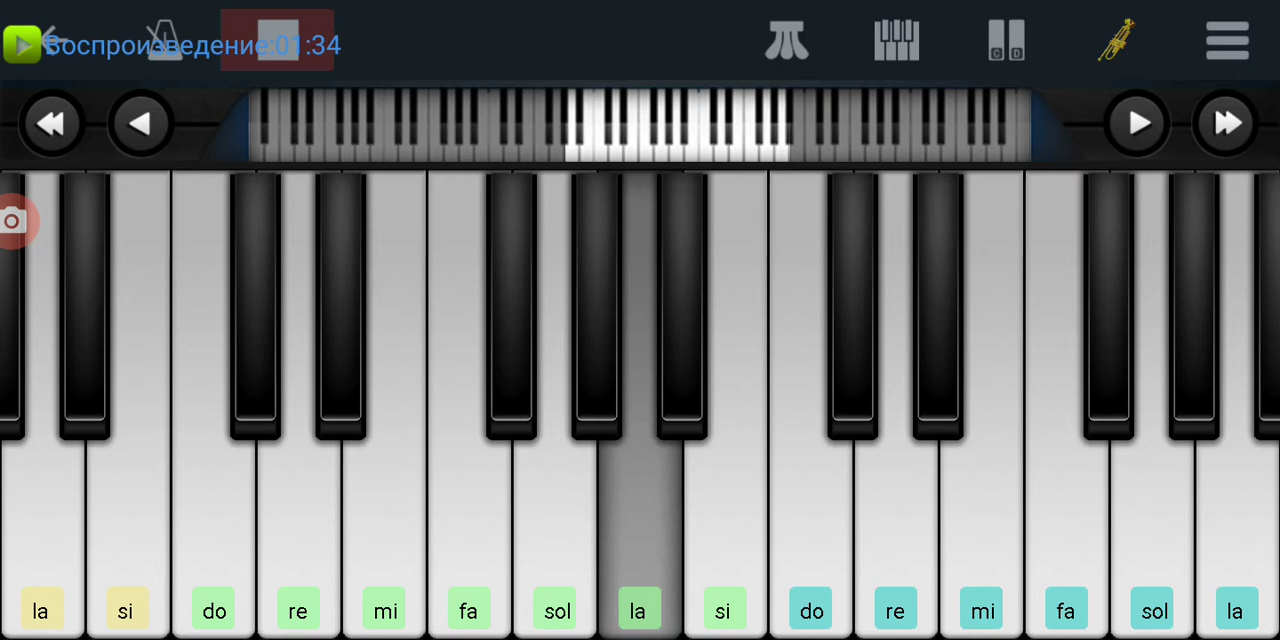 Воспроизведение:01:34
C D
la si do re mi fa sol la si do re mi fa sol la